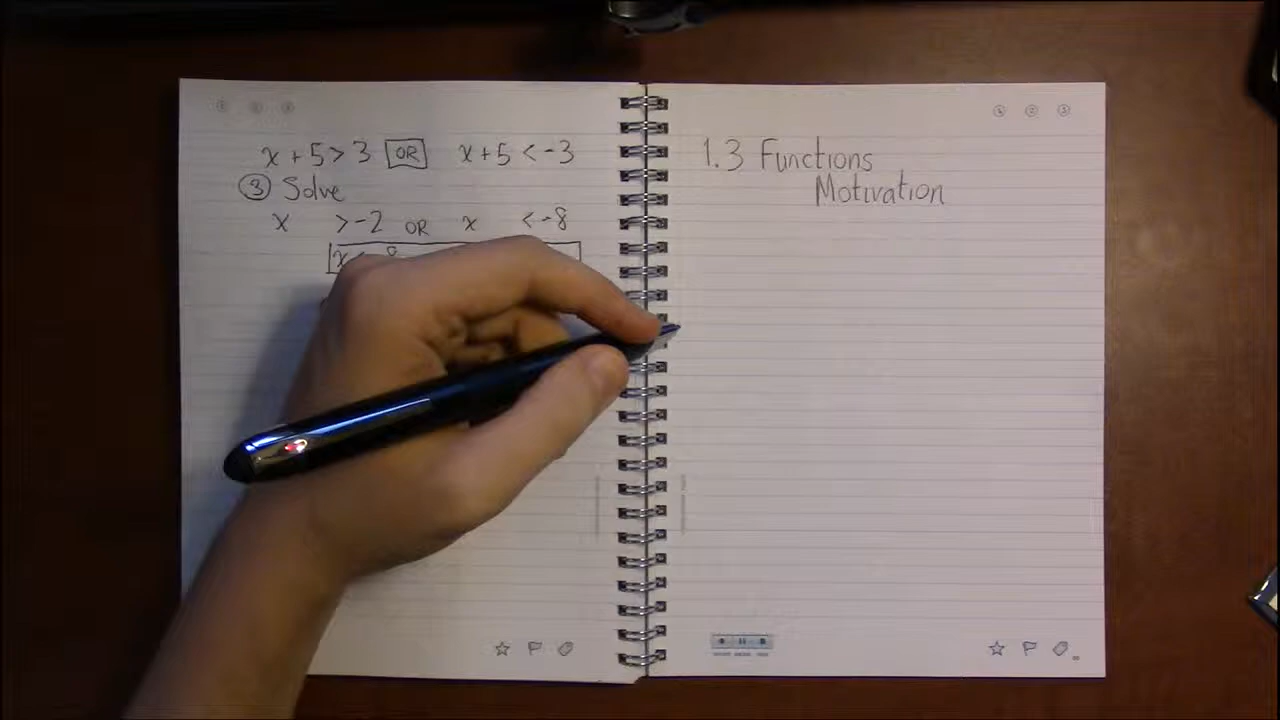 x + 5 > 3 OR x + 5 < -3
③ Solve
x > -2 OR x < -8
1.3 Functions
Motivation